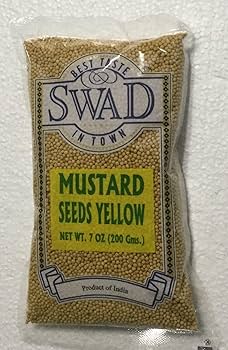 BEST TASTE
SWAD
IN TOWN
MUSTARD
SEEDS YELLOW
NET WT. 7 OZ (200 Gms.)
Product of India